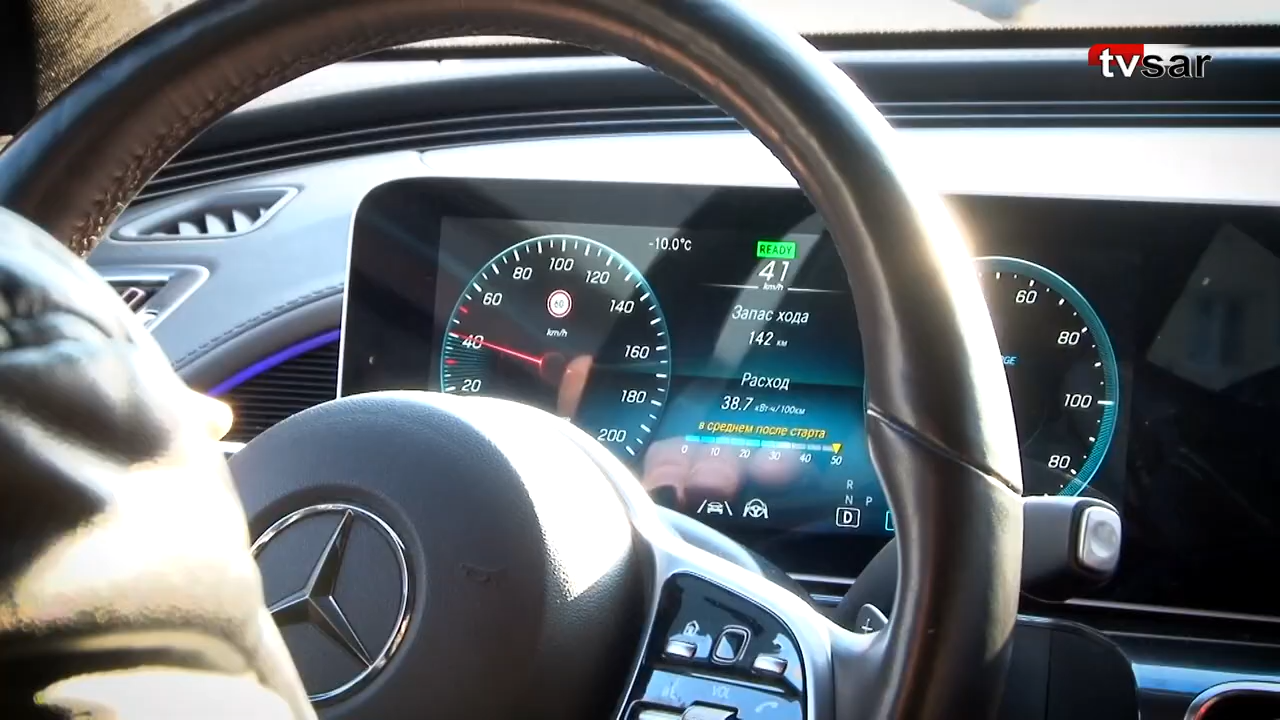 tvsar
-10.0°C
READY
41
km/h
80
100
120
60
140
60
km/h
40
160
20
180
200
Запас хода
142 км
Расход
38.7 кВт·ч/100км
в среднем после старта
0 10 20 30 40 50
R
N P
D
60
80
100
80
VOL